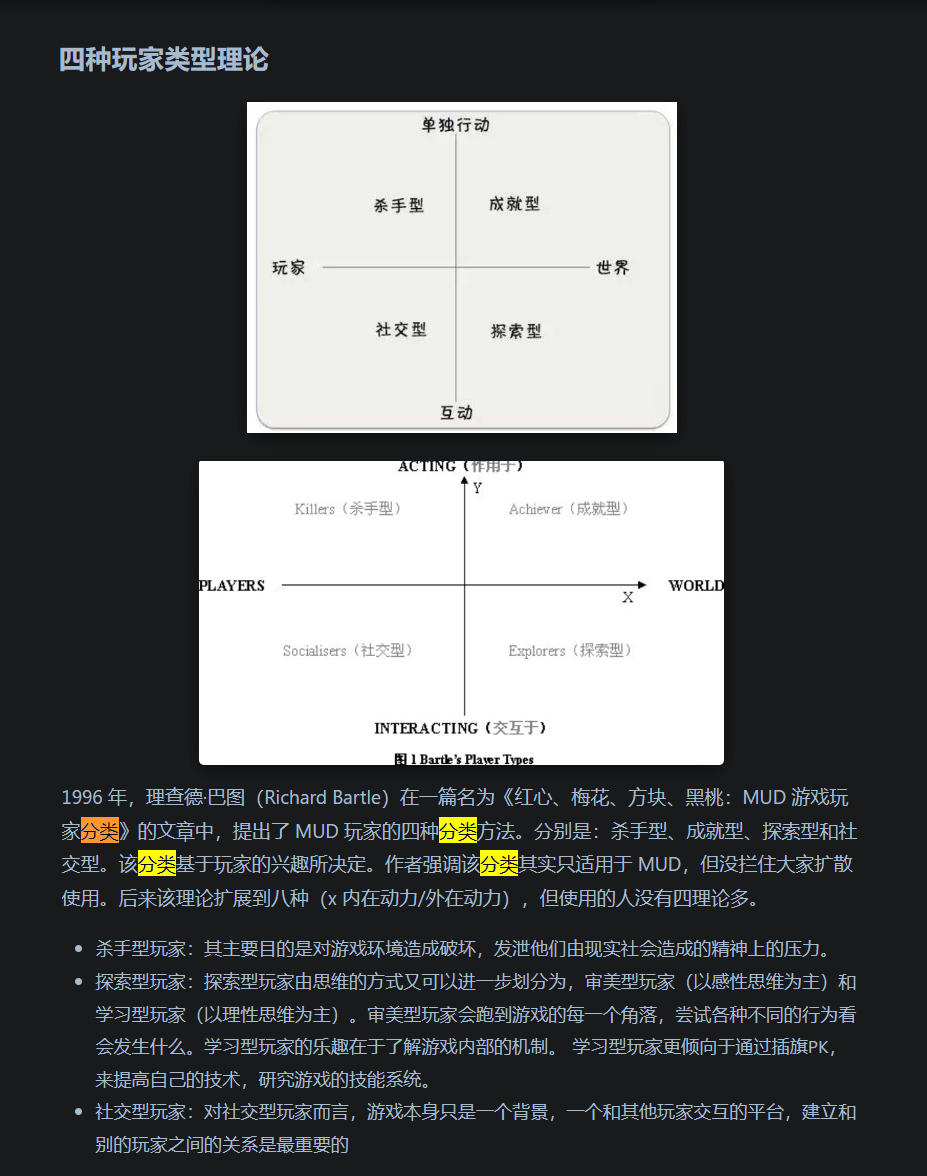 四种玩家类型理论
单独行动
杀手型 成就型
玩家 世界
社交型 探索型
互动
ACTING（作用于）
Y
Killers（杀手型） Achiever（成就型）
PLAYERS WORLD
X
Socialisers（社交型） Explorers（探索型）
INTERACTING（交互于）
图 1 Bartle's Player Types
1996 年，理查德·巴图（Richard Bartle）在一篇名为《红心、梅花、方块、黑桃：MUD 游戏玩
家分类》的文章中，提出了 MUD 玩家的四种分类方法。分别是：杀手型、成就型、探索型和社
交型。该分类基于玩家的兴趣所决定。作者强调该分类其实只适用于 MUD，但没拦住大家扩散
使用。后来该理论扩展到八种（x 内在动力/外在动力），但使用的人没有四理论多。
• 杀手型玩家：其主要目的是对游戏环境造成破坏，发泄他们由现实社会造成的精神上的压力。
• 探索型玩家：探索型玩家由思维的方式又可以进一步划分为，审美型玩家（以感性思维为主）和
学习型玩家（以理性思维为主）。审美型玩家会跑到游戏的每一个角落，尝试各种不同的行为看
会发生什么。学习型玩家的乐趣在于了解游戏内部的机制。 学习型玩家更倾向于通过插旗PK，
来提高自己的技术，研究游戏的技能系统。
• 社交型玩家：对社交型玩家而言，游戏本身只是一个背景，一个和其他玩家交互的平台，建立和
别的玩家之间的关系是最重要的